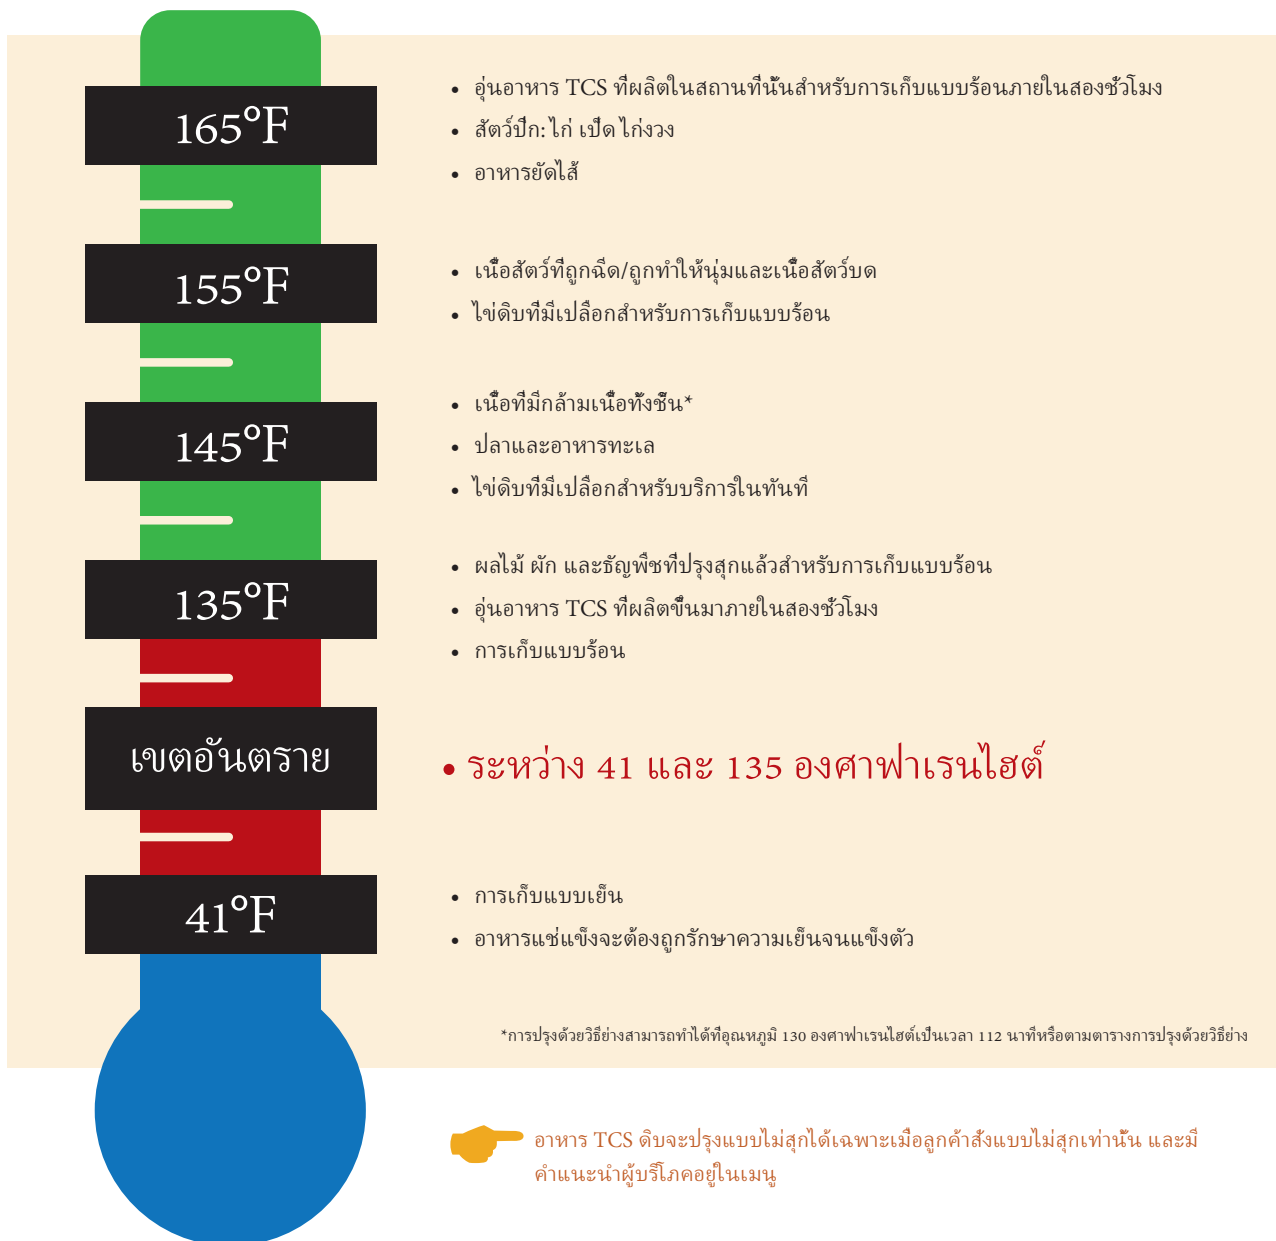 165°F
• อุ่นอาหาร TCS ที่ผลิตในสถานที่นั้นสำหรับการเก็บแบบร้อนภายในสองชั่วโมง
• สัตว์ปีก: ไก่ เป็ด ไก่งวง
• อาหารยัดไส้
155°F
• เนื้อสัตว์ที่ถูกฉีด/ถูกทำให้นุ่มและเนื้อสัตว์บด
• ไข่ดิบที่มีเปลือกสำหรับการเก็บแบบร้อน
145°F
• เนื้อที่มีกล้ามเนื้อทั้งชิ้น*
• ปลาและอาหารทะเล
• ไข่ดิบที่มีเปลือกสำหรับบริการในทันที
135°F
• ผลไม้ ผัก และธัญพืชที่ปรุงสุกแล้วสำหรับการเก็บแบบร้อน
• อุ่นอาหาร TCS ที่ผลิตขึ้นมาภายในสองชั่วโมง
• การเก็บแบบร้อน
เขตอันตราย
• ระหว่าง 41 และ 135 องศาฟาเรนไฮต์
41°F
• การเก็บแบบเย็น
• อาหารแช่แข็งจะต้องถูกรักษาความเย็นจนแข็งตัว
*การปรุงด้วยวิธีย่างสามารถทำได้ที่อุณหภูมิ 130 องศาฟาเรนไฮต์เป็นเวลา 112 นาทีหรือตามตารางการปรุงด้วยวิธีย่าง
อาหาร TCS ดิบจะปรุงแบบไม่สุกได้เฉพาะเมื่อลูกค้าสั่งแบบไม่สุกเท่านั้น และมี
คำแนะนำผู้บริโภคอยู่ในเมนู